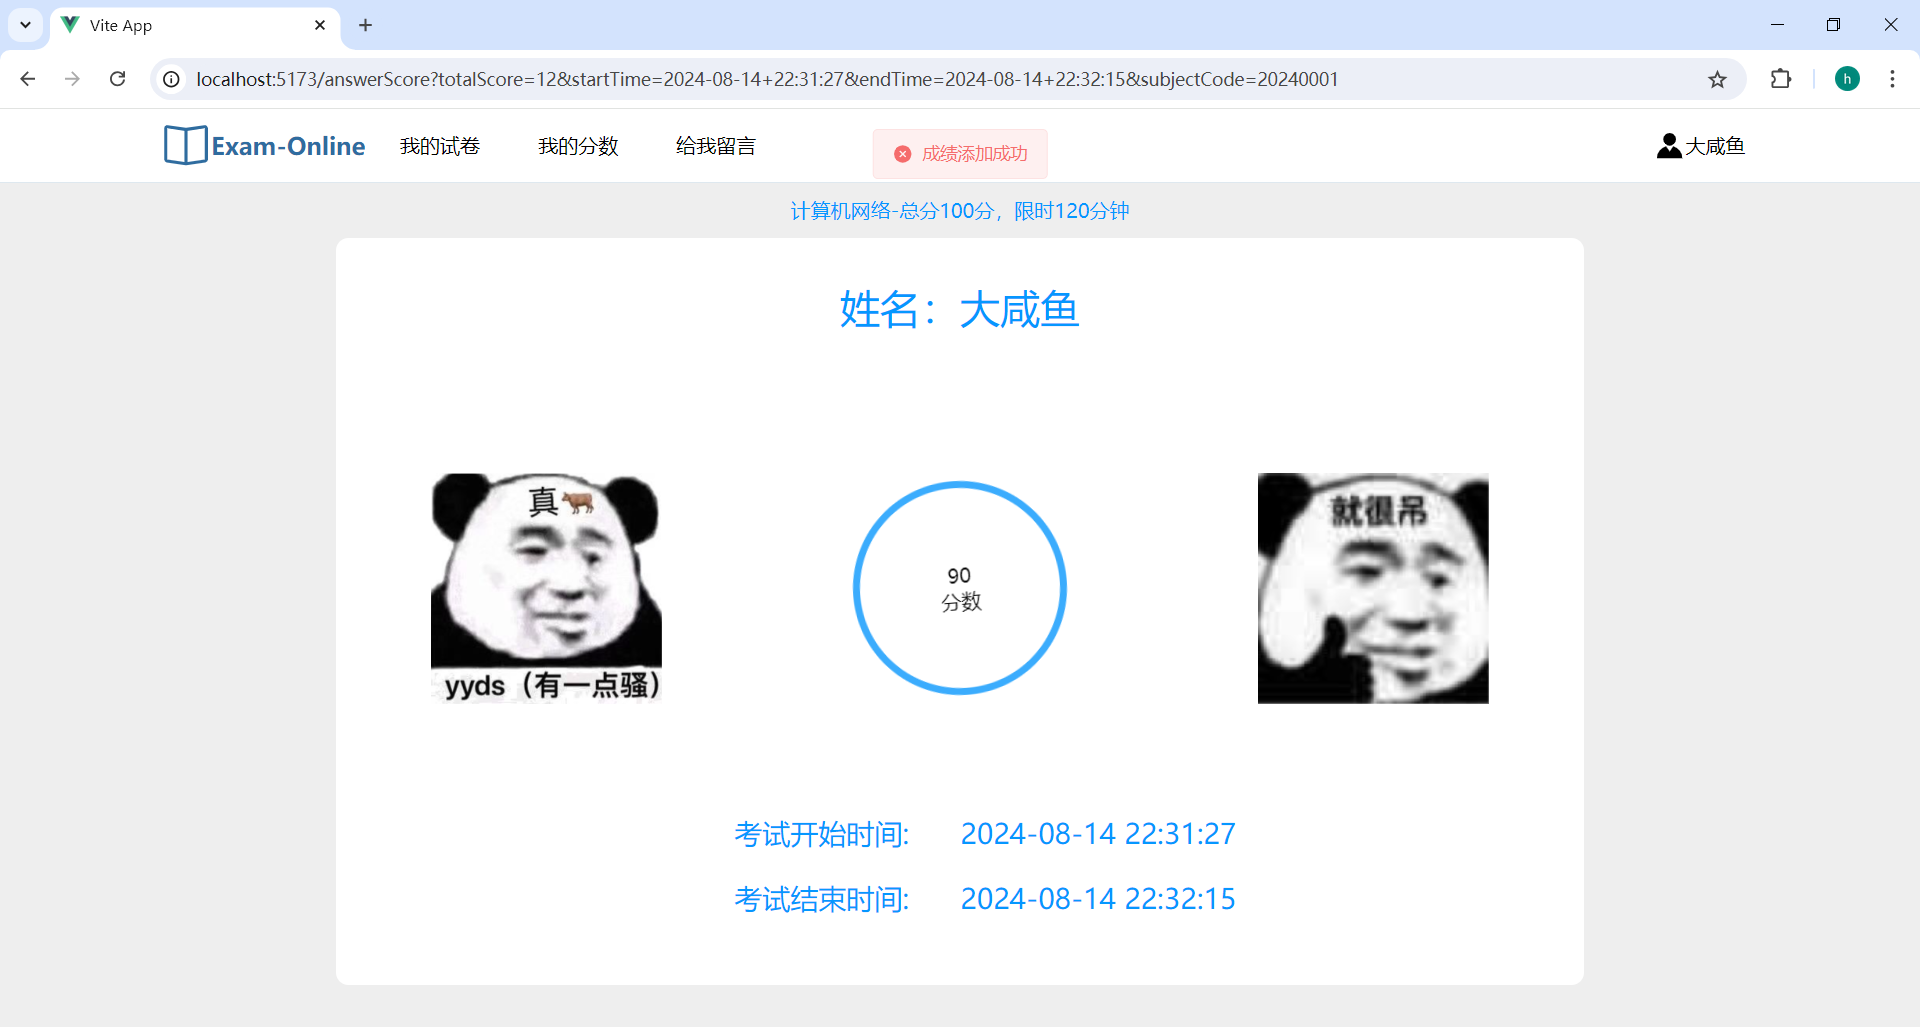 Vite App
localhost:5173/answerScore?totalScore=12&startTime=2024-08-14+22:31:27&endTime=2024-08-14+22:32:15&subjectCode=20240001
h
Exam-Online
我的试卷
我的分数
给我留言
成绩添加成功
大咸鱼
计算机网络-总分100分，限时120分钟
姓名：大咸鱼
真
yyds（有一点骚）
90
分数
就很吊
考试开始时间: 2024-08-14 22:31:27
考试结束时间: 2024-08-14 22:32:15